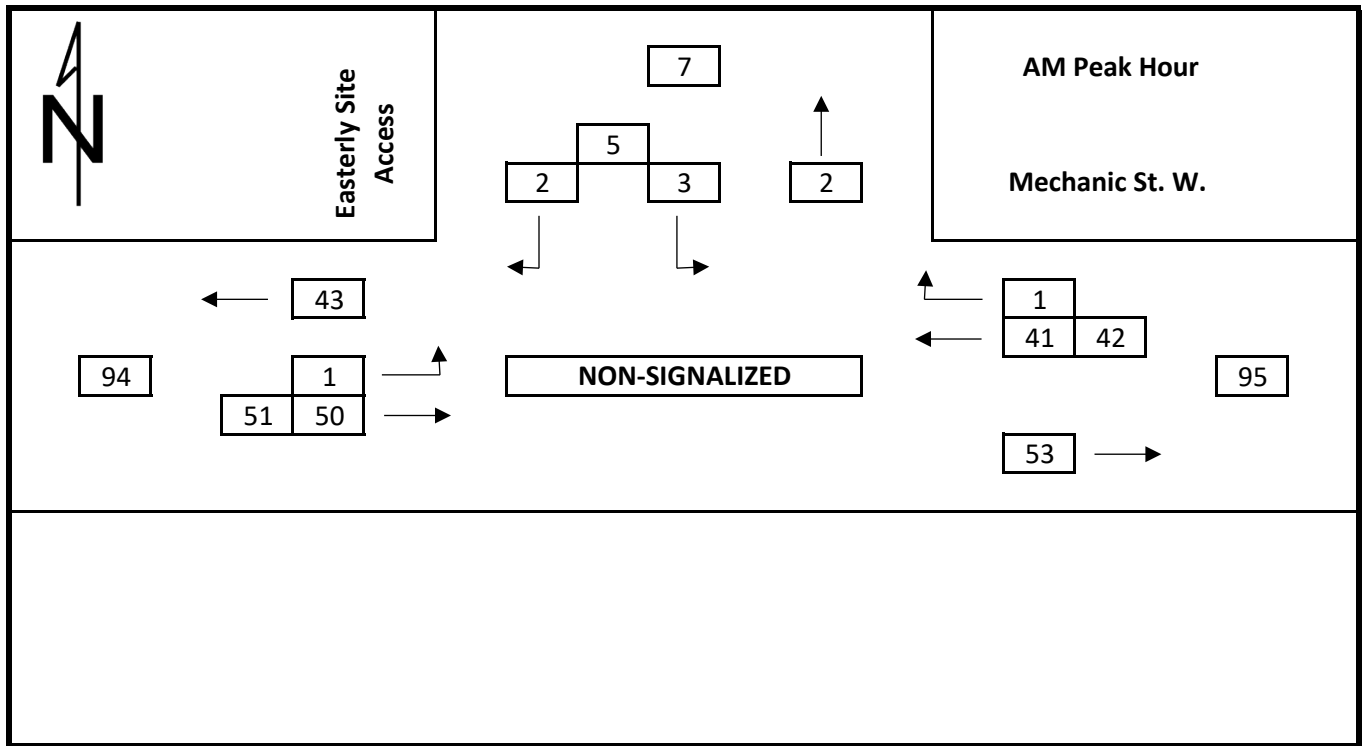 N
Easterly Site
Access
7
5
2 3 2
AM Peak Hour
Mechanic St. W.
43
94
1
51 50
NON-SIGNALIZED
1
41 42
95
53